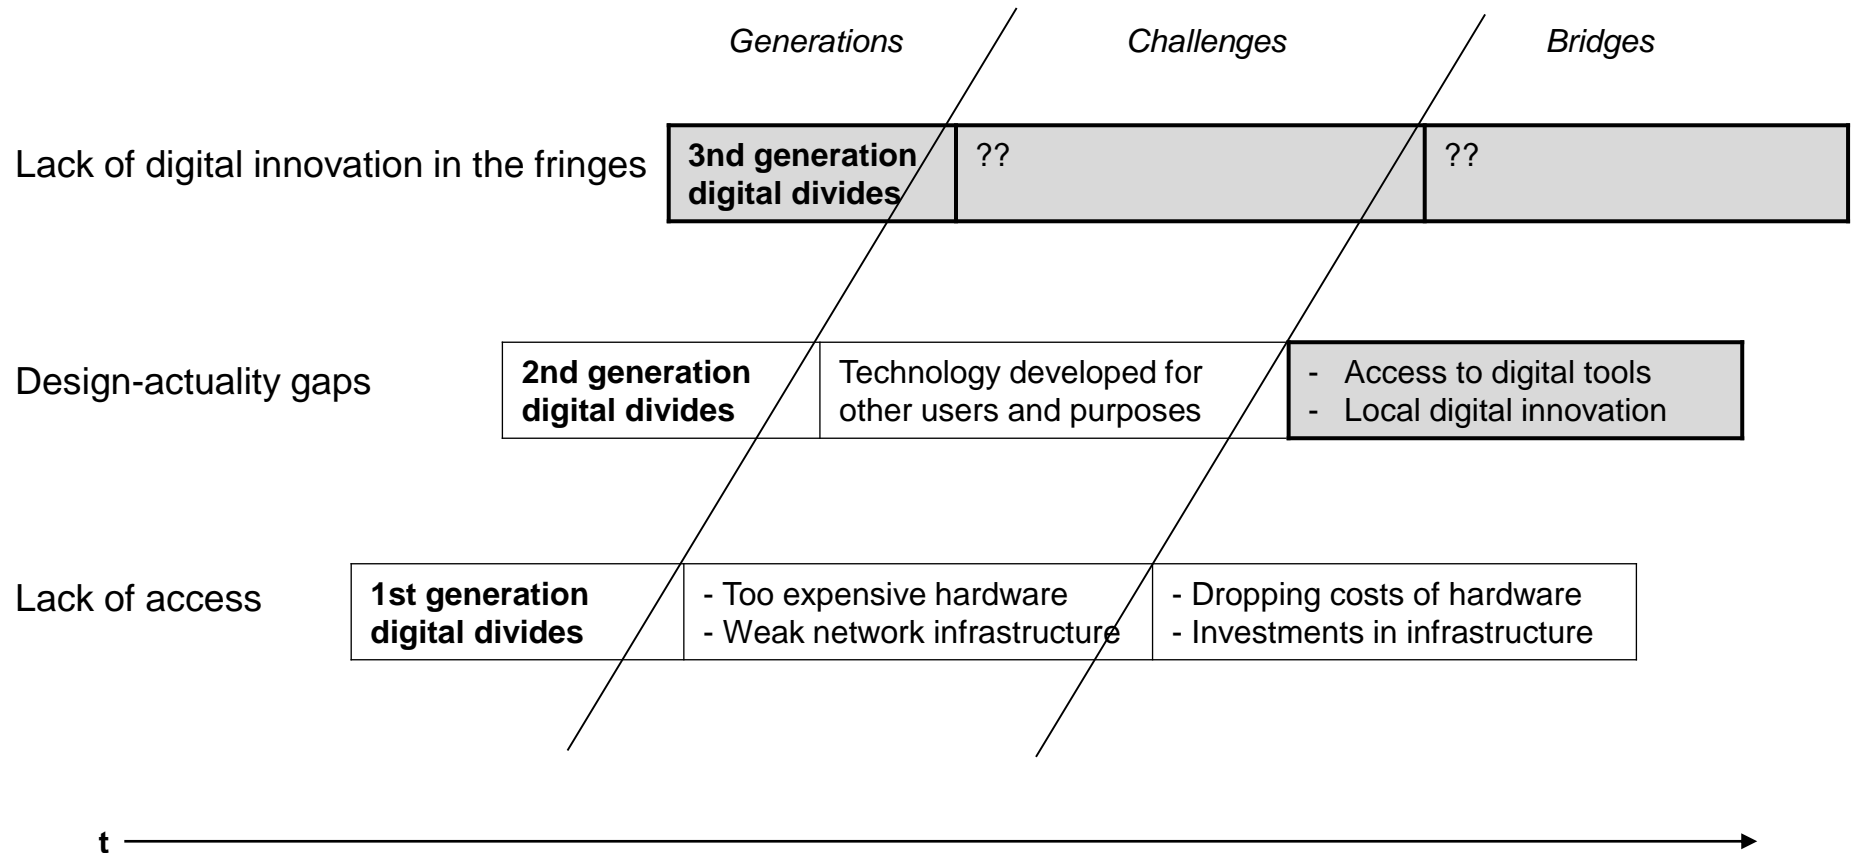 Generations Challenges Bridges
Lack of digital innovation in the fringes
3nd generation
digital divides
??
??
Design-actuality gaps
2nd generation
digital divides
Technology developed for
other users and purposes
- Access to digital tools
- Local digital innovation
Lack of access
1st generation
digital divides
- Too expensive hardware
- Weak network infrastructure
- Dropping costs of hardware
- Investments in infrastructure
t